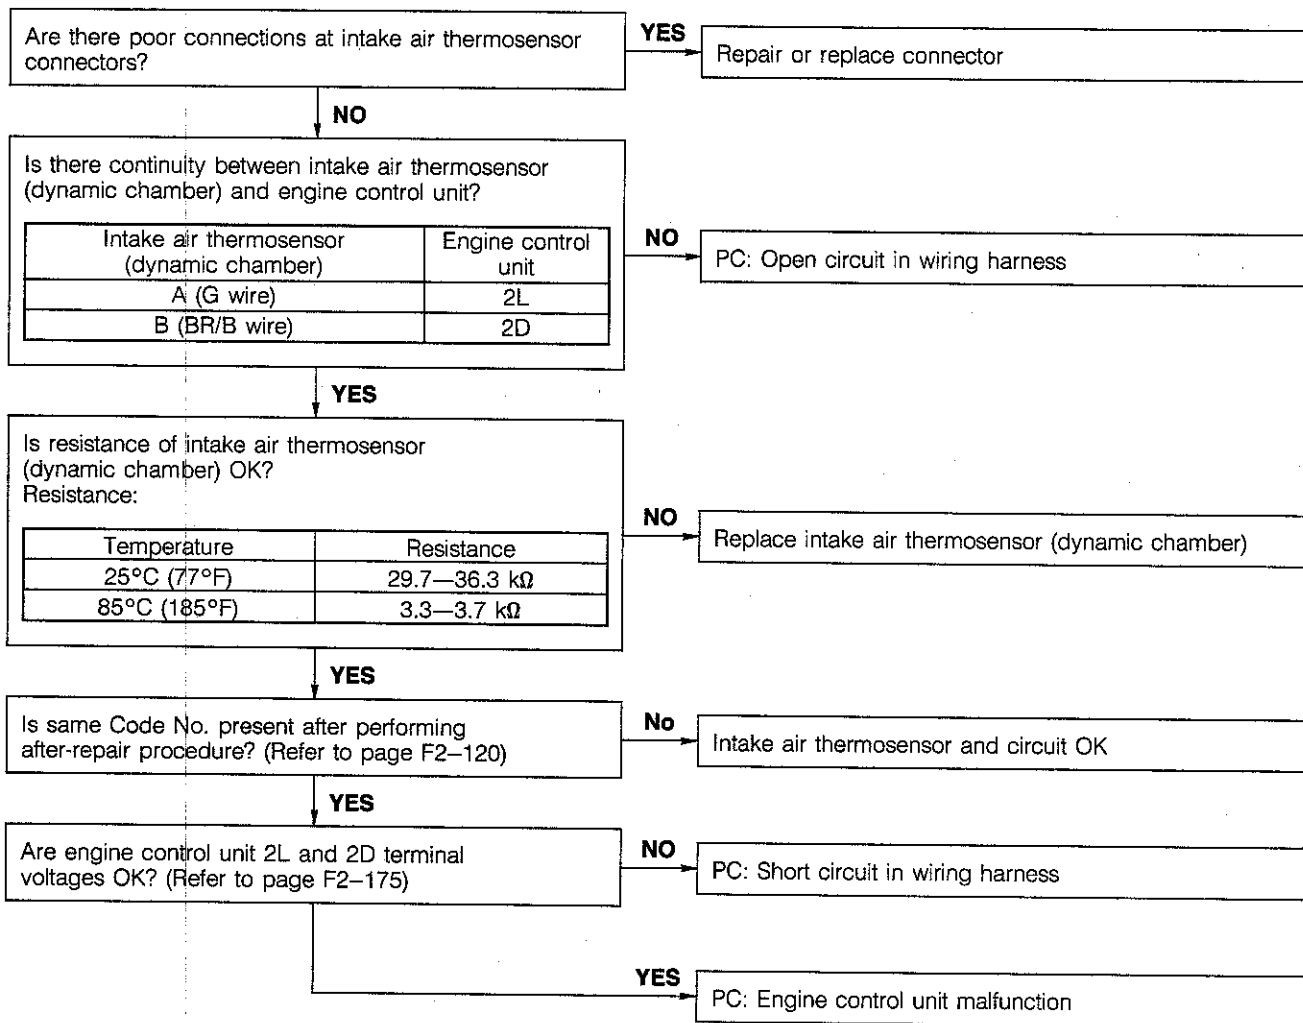 Are there poor connections at intake air thermosensor
connectors?
YES
Repair or replace connector
NO
Is there continuity between intake air thermosensor
(dynamic chamber) and engine control unit?
Intake air thermosensor
(dynamic chamber)
Engine control
unit
A (G wire)
2L
B (BR/B wire)
2D
NO
PC: Open circuit in wiring harness
YES
Is resistance of intake air thermosensor
(dynamic chamber) OK?
Resistance:
Temperature
Resistance
25°C (77°F)
29.7—36.3 kΩ
85°C (185°F)
3.3—3.7 kΩ
NO
Replace intake air thermosensor (dynamic chamber)
YES
Is same Code No. present after performing
after-repair procedure? (Refer to page F2–120)
No
Intake air thermosensor and circuit OK
YES
Are engine control unit 2L and 2D terminal
voltages OK? (Refer to page F2–175)
NO
PC: Short circuit in wiring harness
YES
PC: Engine control unit malfunction